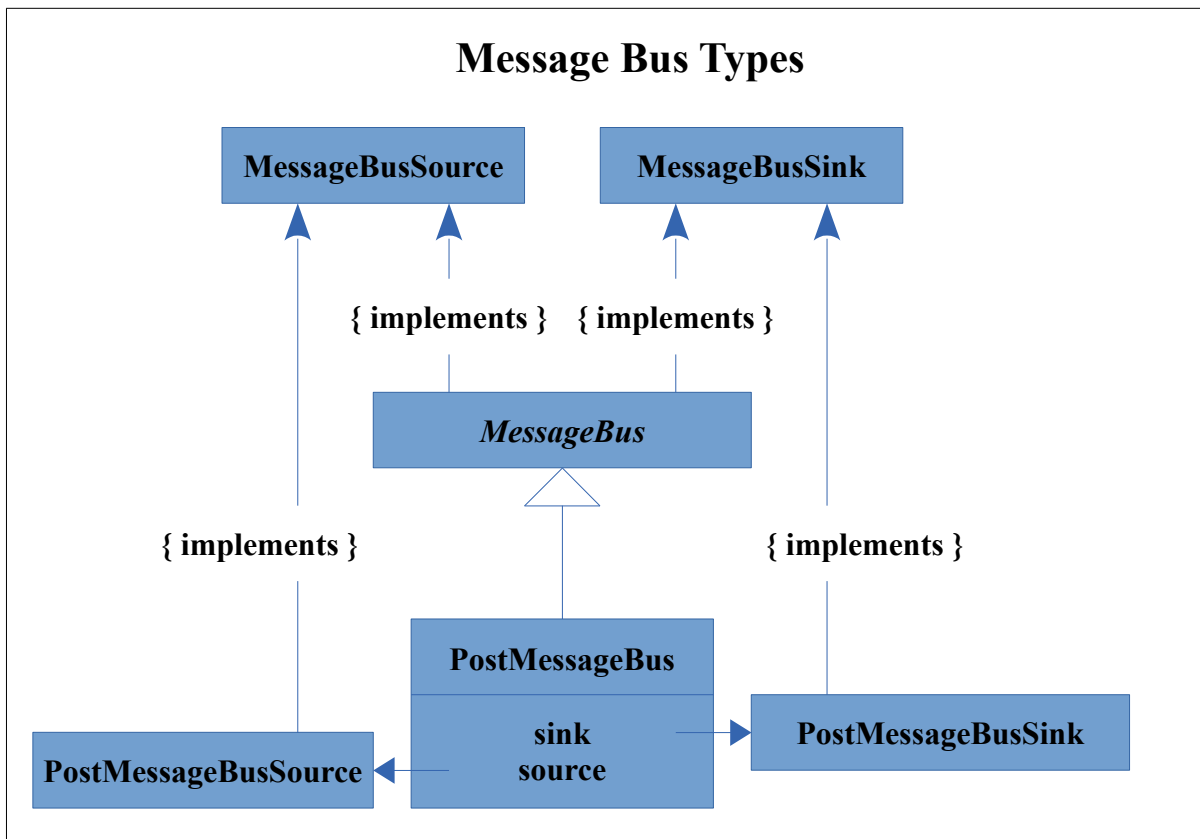 Message Bus Types
MessageBusSource
MessageBusSink
{ implements }
{ implements }
MessageBus
{ implements }
{ implements }
PostMessageBus
sink
source
PostMessageBusSink
PostMessageBusSource